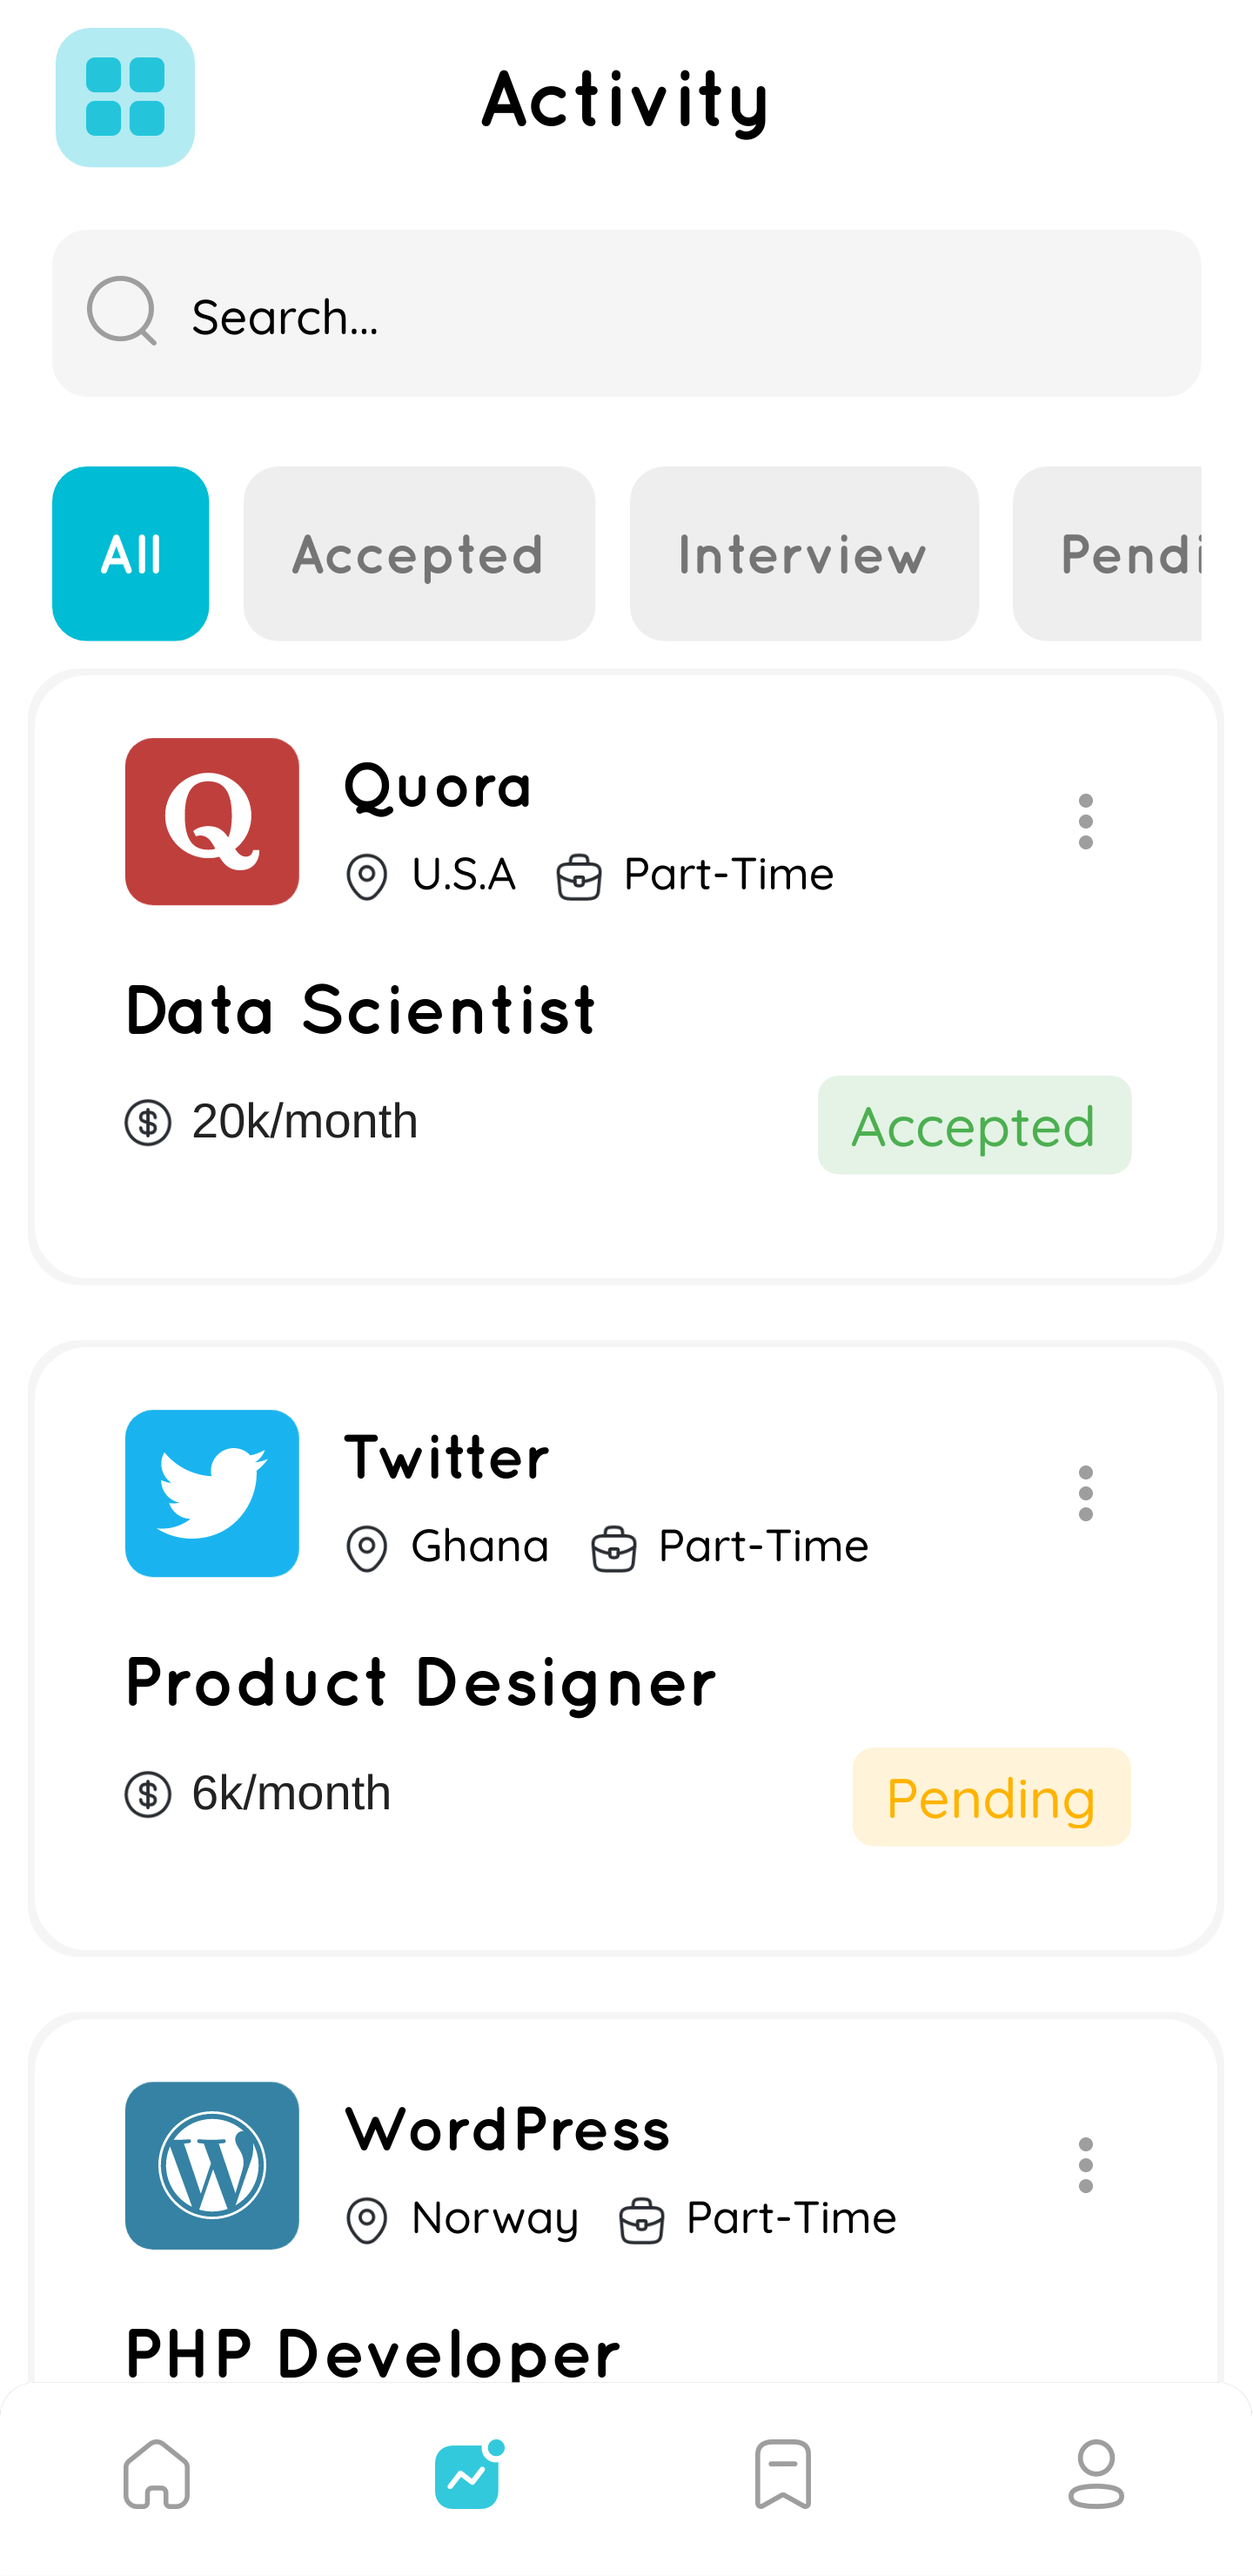 Activity
Search...
All Accepted Interview Pendi
Quora
U.S.A Part-Time
Data Scientist
20k/month Accepted
Twitter
Ghana Part-Time
Product Designer
6k/month Pending
WordPress
Norway Part-Time
PHP Developer